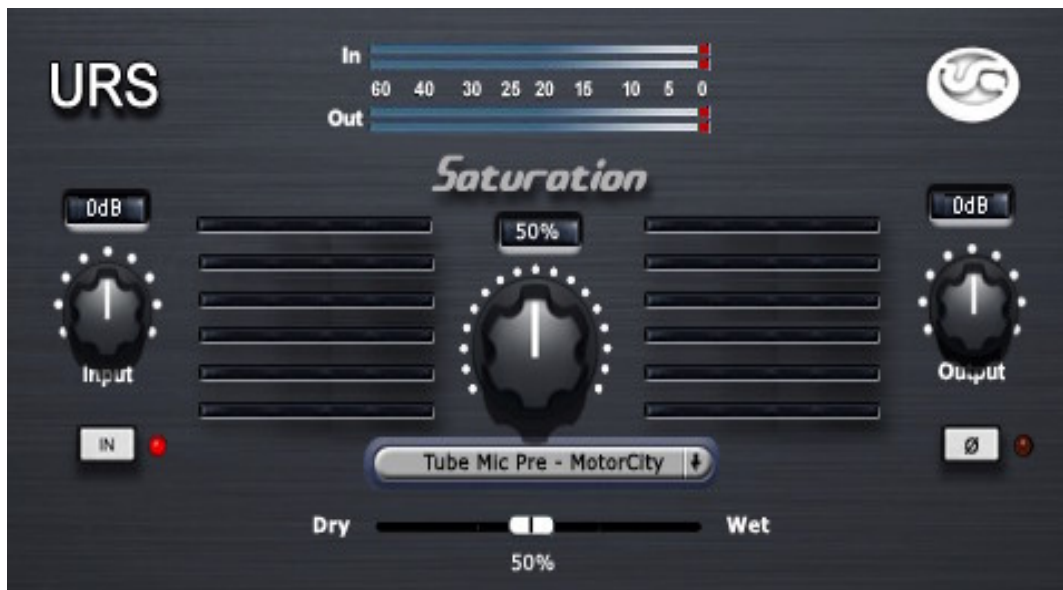 URS
In
60 40 30 25 20 15 10 5 0
Out
Saturation
0dB
50%
0dB
Input
Output
IN
Ø
Tube Mic Pre - MotorCity
Dry
Wet
50%